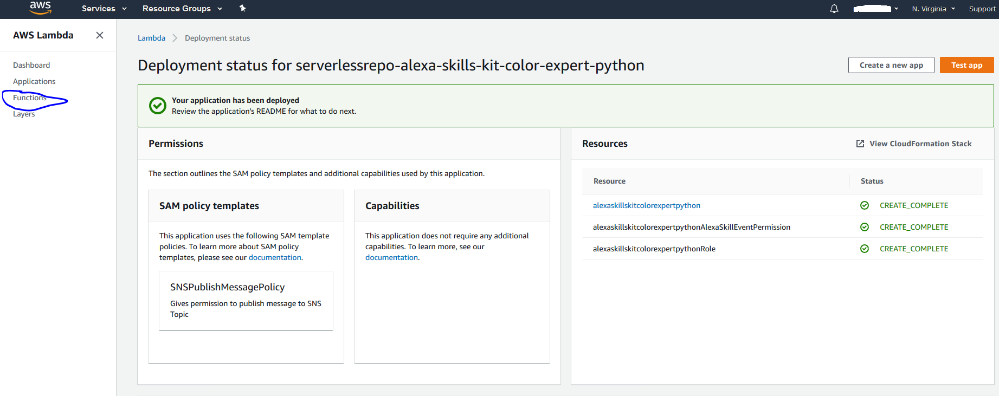 aws Services Resource Groups N. Virginia Support
AWS Lambda
Dashboard
Applications
Functions
Layers
Lambda Deployment status
Deployment status for serverlessrepo-alexa-skills-kit-color-expert-python
Create a new app Test app
Your application has been deployed
Review the application's README for what to do next.
Permissions
The section outlines the SAM policy templates and additional capabilities used by this application.
SAM policy templates
This application uses the following SAM template
policies. To learn more about SAM policy
templates, please see our documentation.
SNSPublishMessagePolicy
Gives permission to publish message to SNS
Topic
Capabilities
This application does not require any additional
capabilities. To learn more, see our
documentation.
Resources View CloudFormation Stack
Resource Status
alexaskillskitcolorexpertpython CREATE_COMPLETE
alexaskillskitcolorexpertpythonAlexaSkillEventPermission CREATE_COMPLETE
alexaskillskitcolorexpertpythonRole CREATE_COMPLETE